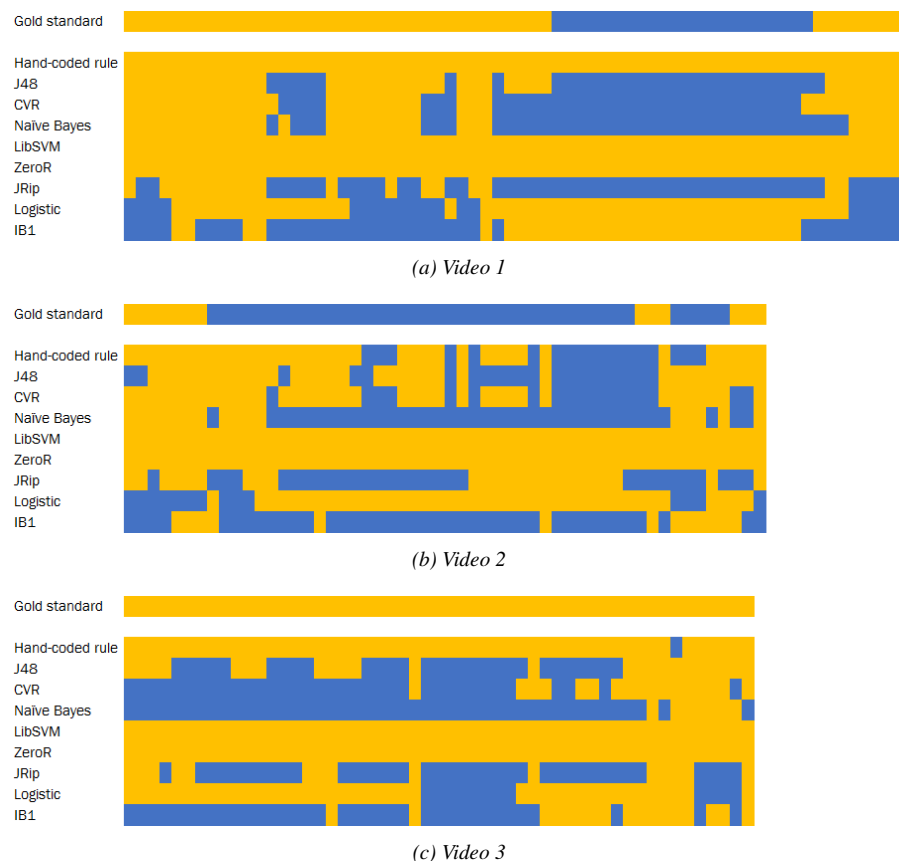 Gold standard
Hand-coded rule
J48
CVR
Naïve Bayes
LibSVM
ZeroR
JRip
Logistic
IB1
(a) Video 1
Gold standard
Hand-coded rule
J48
CVR
Naïve Bayes
LibSVM
ZeroR
JRip
Logistic
IB1
(b) Video 2
Gold standard
Hand-coded rule
J48
CVR
Naïve Bayes
LibSVM
ZeroR
JRip
Logistic
IB1
(c) Video 3